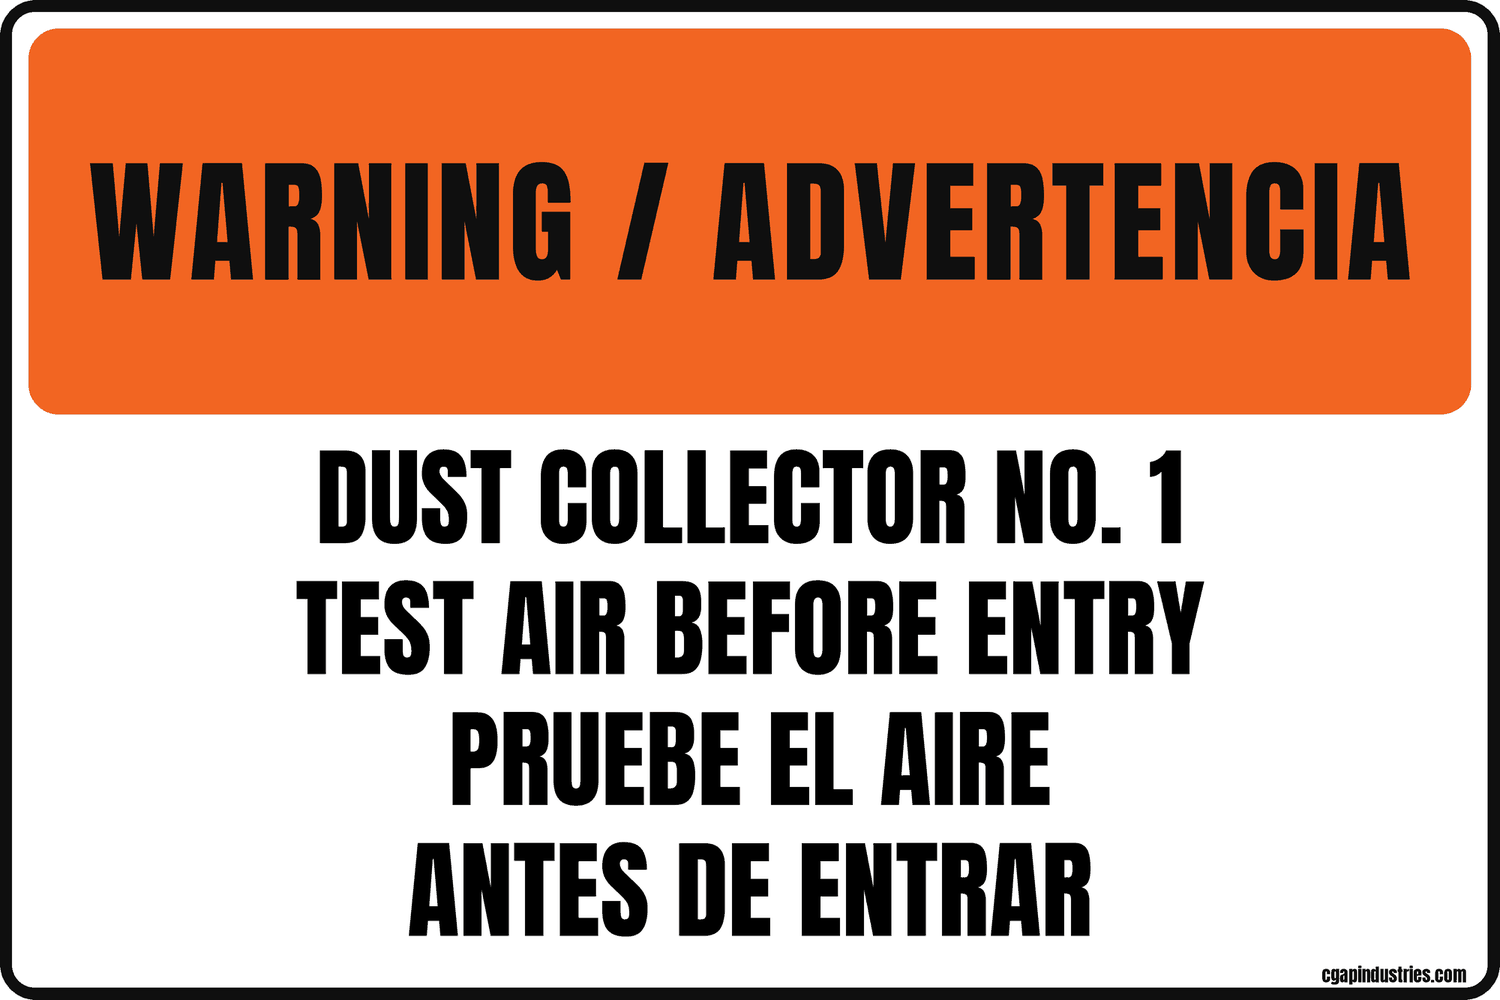 WARNING / ADVERTENCIA
DUST COLLECTOR NO. 1
TEST AIR BEFORE ENTRY
PRUEBE EL AIRE
ANTES DE ENTRAR
cgapindustries.com